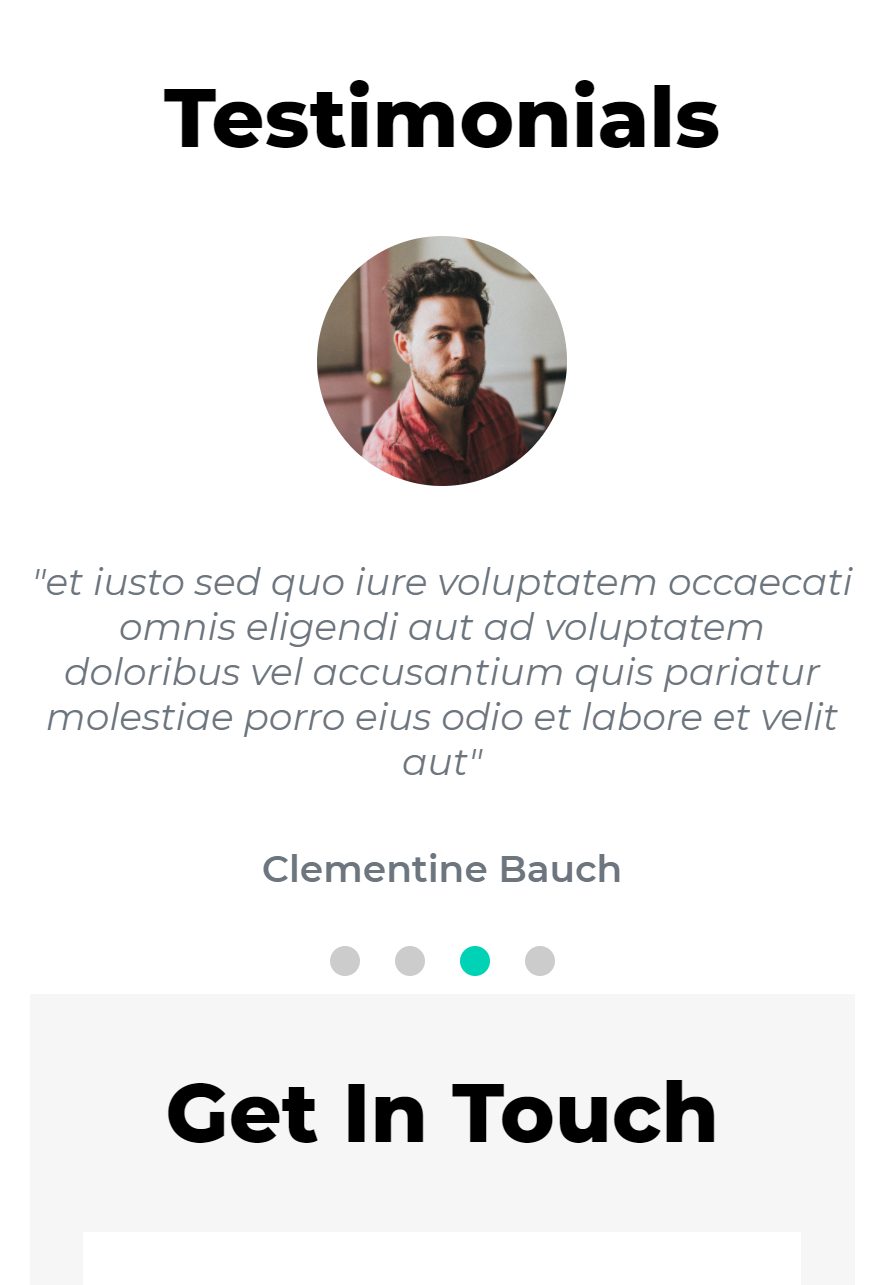 Testimonials
"et iusto sed quo iure voluptatem occaecati
omnis eligendi aut ad voluptatem
doloribus vel accusantium quis pariatur
molestiae porro eius odio et labore et velit
aut"
Clementine Bauch
Get In Touch